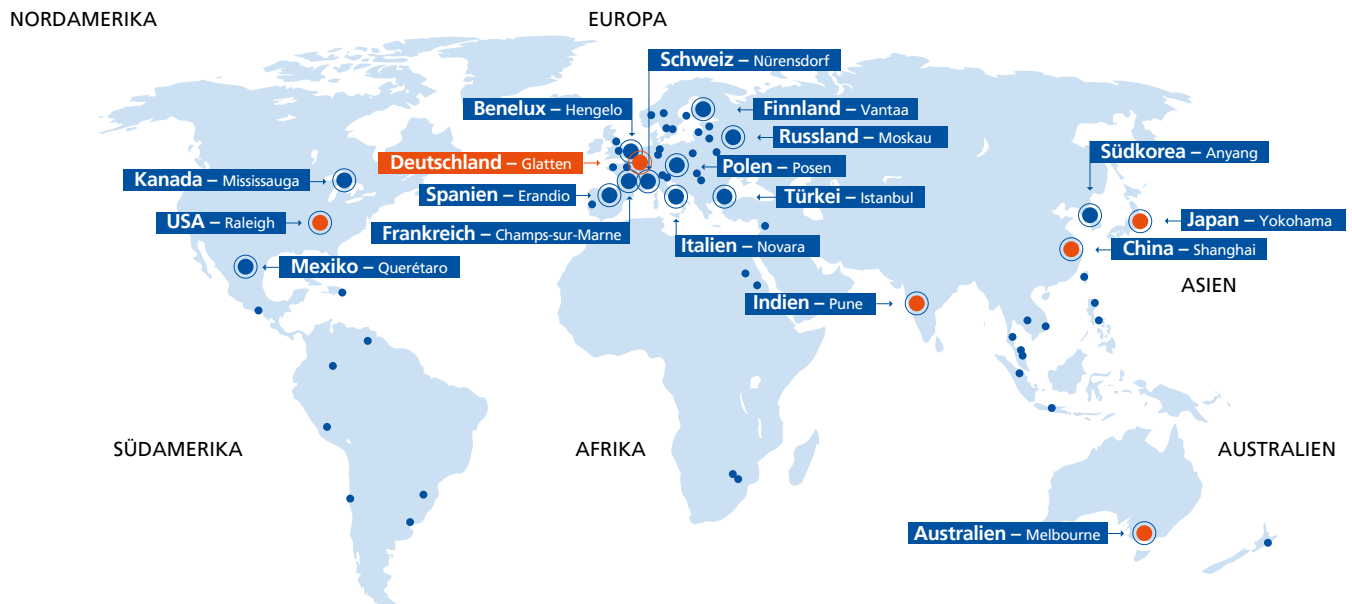 NORDAMERIKA
EUROPA
Schweiz – Nürensdorf
Benelux – Hengelo
Finnland – Vantaa
Russland – Moskau
Deutschland – Glatten
Polen – Posen
Südkorea – Anyang
Kanada – Mississauga
Spanien – Erandio
Türkei – Istanbul
USA – Raleigh
Japan – Yokohama
Frankreich – Champs-sur-Marne
Italien – Novara
China – Shanghai
Mexiko – Querétaro
ASIEN
Indien – Pune
SÜDAMERIKA
AFRIKA
AUSTRALIEN
Australien – Melbourne